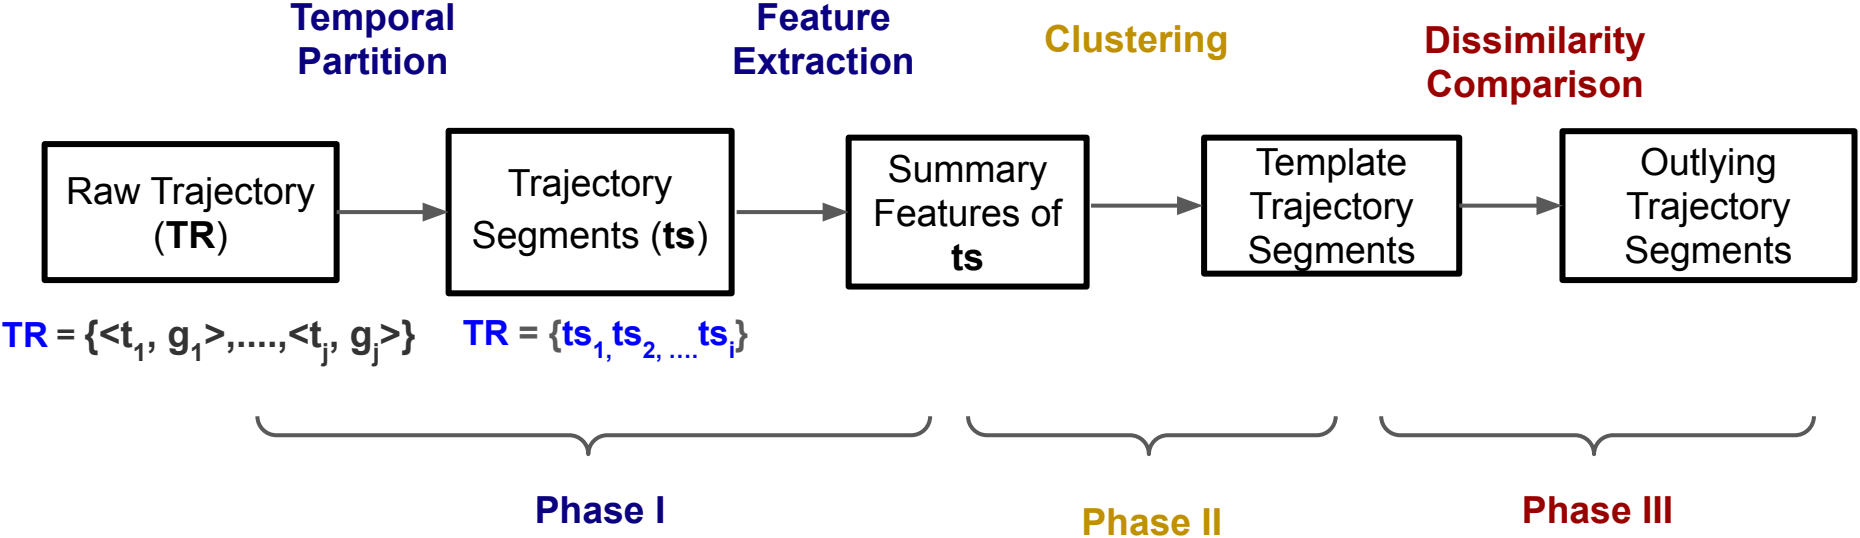 Temporal
Partition
Feature
Extraction
Clustering
Dissimilarity
Comparison
Raw Trajectory
(TR)
Trajectory
Segments (ts)
Summary
Features of
ts
Template
Trajectory
Segments
Outlying
Trajectory
Segments
TR = {<t1, g1>,....,<tj, gj>}
TR = {ts1,ts2, ....tsi}
Phase I
Phase II
Phase III